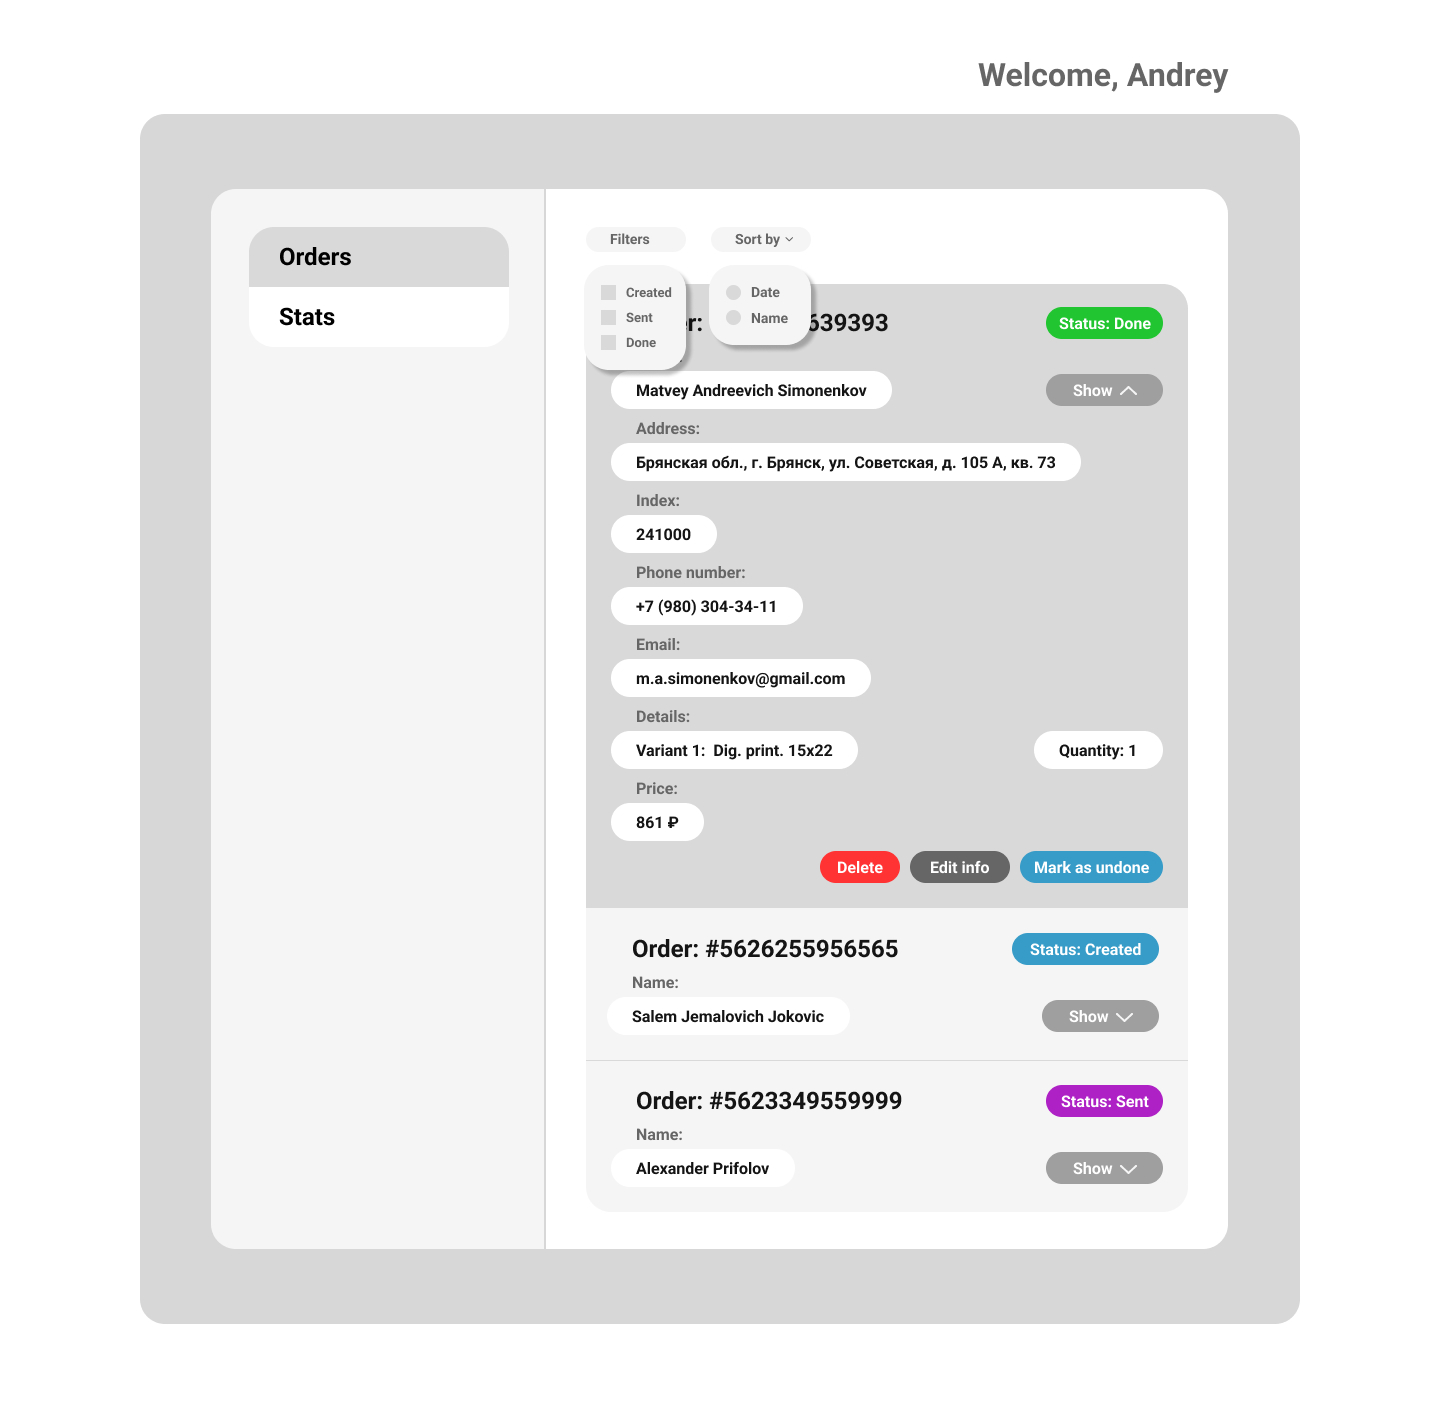 Welcome, Andrey
Orders
Stats
Filters
Sort by
Created
Sent
Done
Date
Name
639393
Status: Done
Matvey Andreevich Simonenkov
Show
Address:
Брянская обл., г. Брянск, ул. Советская, д. 105 А, кв. 73
Index:
241000
Phone number:
+7 (980) 304-34-11
Email:
m.a.simonenkov@gmail.com
Details:
Variant 1:  Dig. print. 15x22
Quantity: 1
Price:
861 ₽
Delete
Edit info
Mark as undone
Order: #5626255956565
Status: Created
Name:
Salem Jemalovich Jokovic
Show
Order: #5623349559999
Status: Sent
Name:
Alexander Prifolov
Show